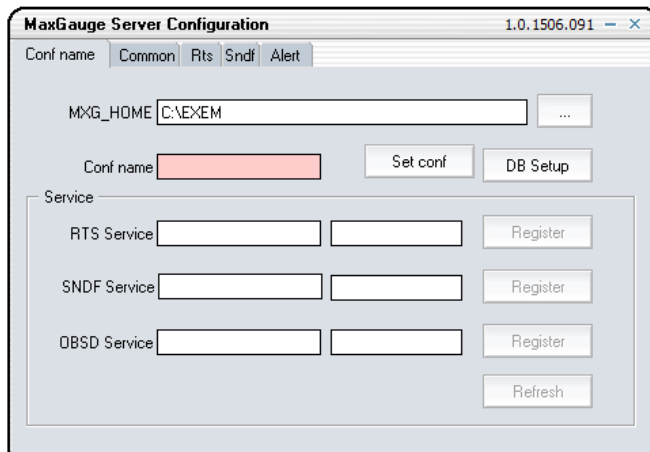 MaxGauge Server Configuration 1.0.1506.091
Conf name Common Rts Sndf Alert
MXG_HOME C:\EXEM ...
Conf name Set conf DB Setup
Service
RTS Service Register
SNDF Service Register
OBSD Service Register
Refresh